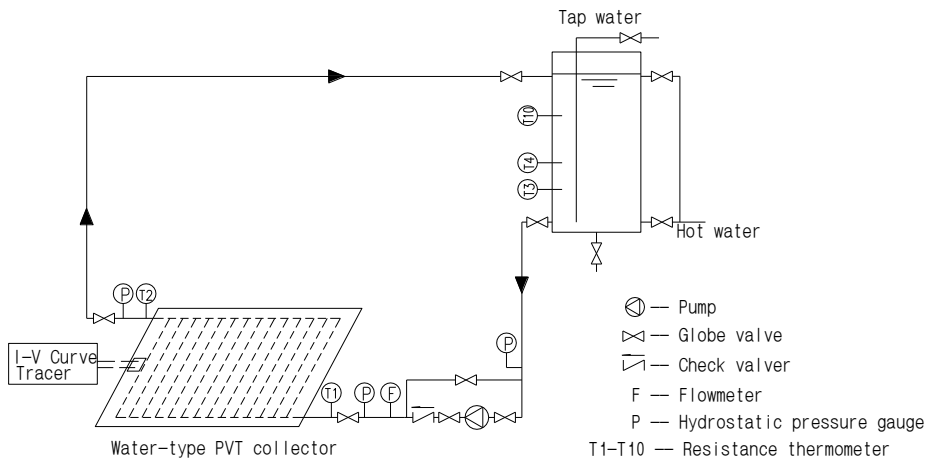 Tap water
T10
T4
T3
Hot water
P
T2
I-V Curve
Tracer
T1
P
F
P
Water-type PVT collector
— Pump
— Globe valve
— Check valver
F — Flowmeter
P — Hydrostatic pressure gauge
T1-T10 — Resistance thermometer